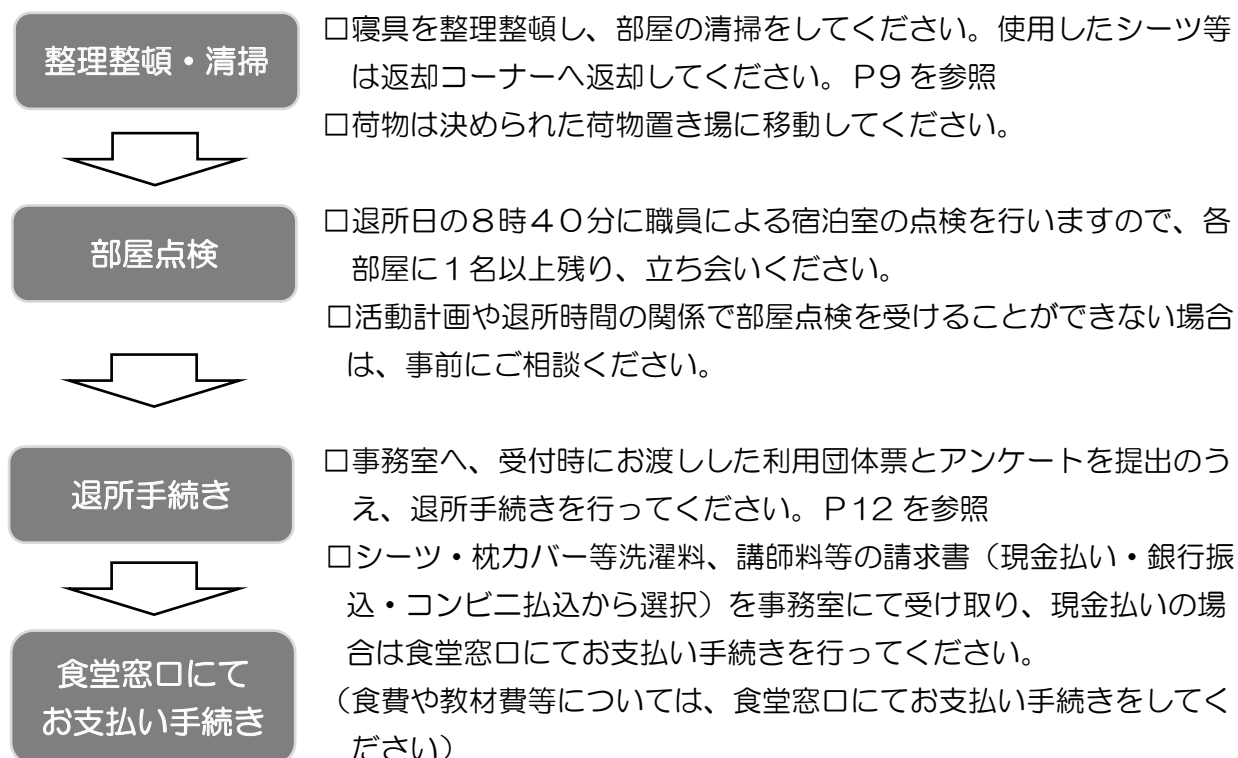 整理整頓・清掃
□寝具を整理整頓し、部屋の清掃をしてください。使用したシーツ等
は返却コーナーへ返却してください。P9を参照
□荷物は決められた荷物置き場に移動してください。
部屋点検
□退所日の8時40分に職員による宿泊室の点検を行いますので、各
部屋に1名以上残り、立ち会いください。
□活動計画や退所時間の関係で部屋点検を受けることができない場合
は、事前にご相談ください。
退所手続き
□事務室へ、受付時にお渡しした利用団体票とアンケートを提出のう
え、退所手続きを行ってください。P12を参照
□シーツ・枕カバー等洗濯料、講師料等の請求書（現金払い・銀行振
込・コンビニ払込から選択）を事務室にて受け取り、現金払いの場
合は食堂窓口にてお支払い手続きを行ってください。
（食費や教材費等については、食堂窓口にてお支払い手続きをしてく
ださい）
食堂窓口にて
お支払い手続き